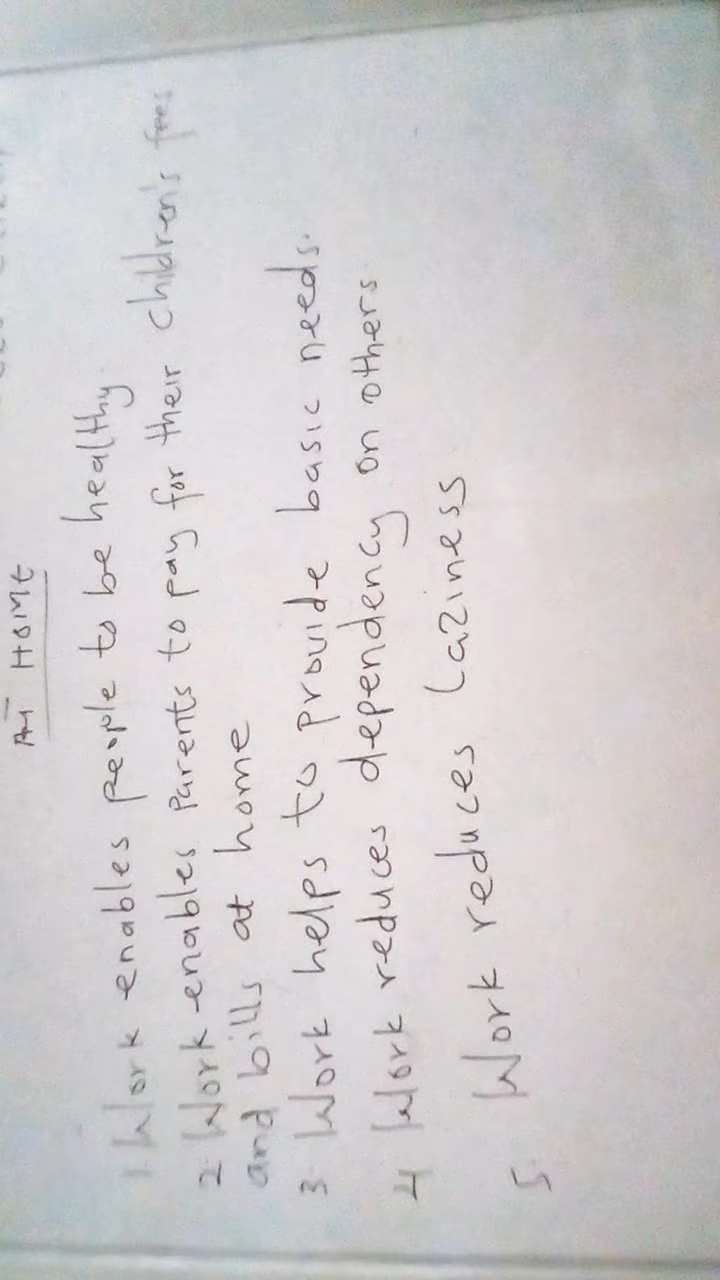 AT HOME
1. Work enables people to be healthy.
2. Work enables parents to pay for their children's fees
and bills at home
3. Work helps to provide basic needs.
4 Work reduces dependency on others.
5. Work reduces Laziness